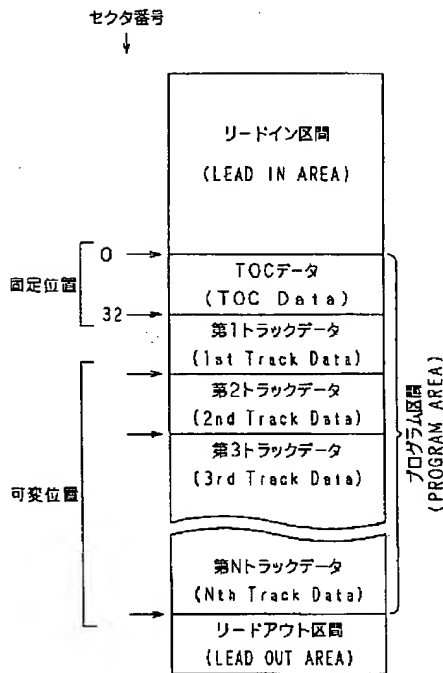 セクタ番号
リードイン区間
(LEAD IN AREA)
0
TOCデータ
(TOC Data)
固定位置
32
第1トラックデータ
(1st Track Data)
第2トラックデータ
(2nd Track Data)
第3トラックデータ
(3rd Track Data)
可変位置
プログラム区間
(PROGRAM AREA)
第Nトラックデータ
(Nth Track Data)
リードアウト区間
(LEAD OUT AREA)